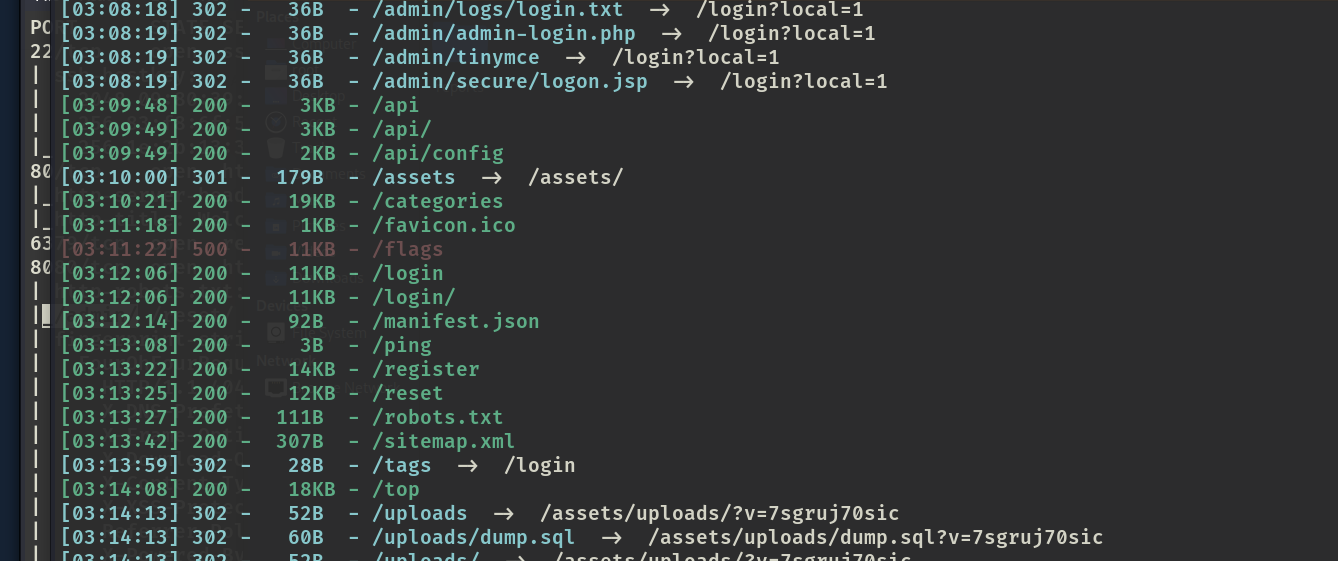 [03:08:18] 302 -   36B  - /admin/logs/login.txt  ->  /login?local=1
[03:08:19] 302 -   36B  - /admin/admin-login.php  ->  /login?local=1
[03:08:19] 302 -   36B  - /admin/tinymce  ->  /login?local=1
[03:08:19] 302 -   36B  - /admin/secure/logon.jsp  ->  /login?local=1
[03:09:48] 200 -    3KB - /api
[03:09:49] 200 -    3KB - /api/
[03:09:49] 200 -    2KB - /api/config
[03:10:00] 301 -  179B  - /assets  ->  /assets/
[03:10:21] 200 -   19KB - /categories
[03:11:18] 200 -    1KB - /favicon.ico
[03:11:22] 500 -   11KB - /flags
[03:12:06] 200 -   11KB - /login
[03:12:06] 200 -   11KB - /login/
[03:12:14] 200 -   92B  - /manifest.json
[03:13:08] 200 -    3B  - /ping
[03:13:22] 200 -   14KB - /register
[03:13:25] 200 -   12KB - /reset
[03:13:27] 200 -  111B  - /robots.txt
[03:13:42] 200 -  307B  - /sitemap.xml
[03:13:59] 302 -   28B  - /tags  ->  /login
[03:14:08] 200 -   18KB - /top
[03:14:13] 302 -   52B  - /uploads  ->  /assets/uploads/?v=7sgruj70sic
[03:14:13] 302 -   60B  - /uploads/dump.sql  ->  /assets/uploads/dump.sql?v=7sgruj70sic
[03:14:13] 302 -   52B  - /uploads/  ->  /assets/uploads/?v=7sgruj70sic